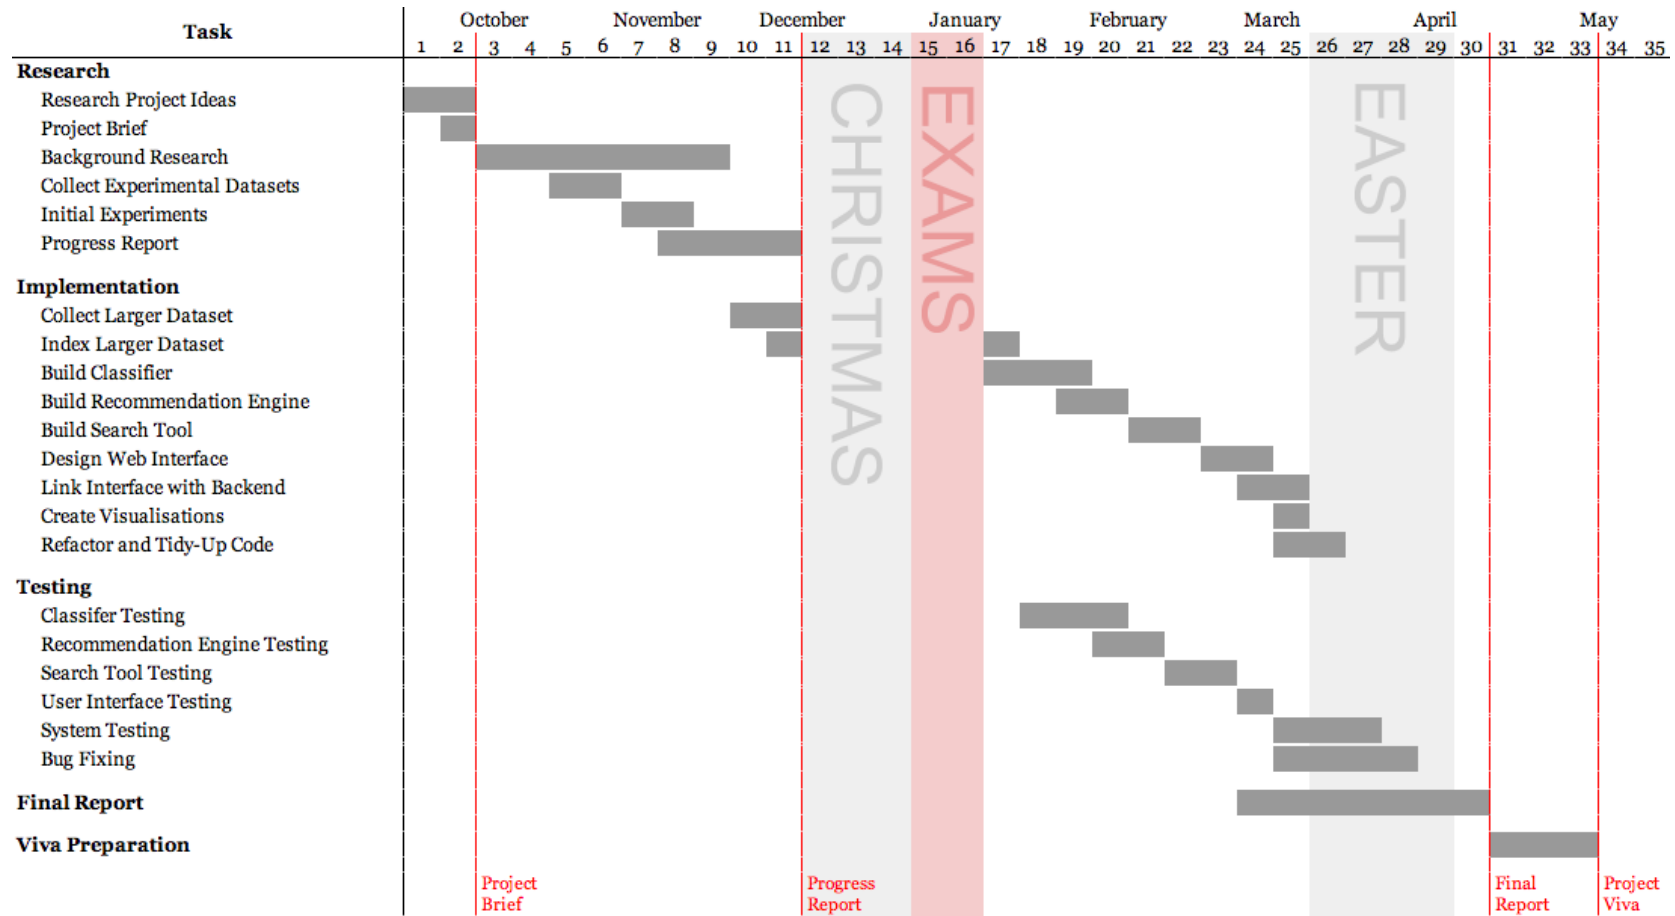 Task
October November December January February March April May
1 2 3 4 5 6 7 8 9 10 11 12 13 14 15 16 17 18 19 20 21 22 23 24 25 26 27 28 29 30 31 32 33 34 35
Research
Research Project Ideas
Project Brief
Background Research
Collect Experimental Datasets
Initial Experiments
Progress Report
Implementation
Collect Larger Dataset
Index Larger Dataset
Build Classifier
Build Recommendation Engine
Build Search Tool
Design Web Interface
Link Interface with Backend
Create Visualisations
Refactor and Tidy-Up Code
Testing
Classifer Testing
Recommendation Engine Testing
Search Tool Testing
User Interface Testing
System Testing
Bug Fixing
Final Report
Viva Preparation
CHRISTMAS
EXAMS
EASTER
Project
Brief
Progress
Report
Final
Report
Project
Viva